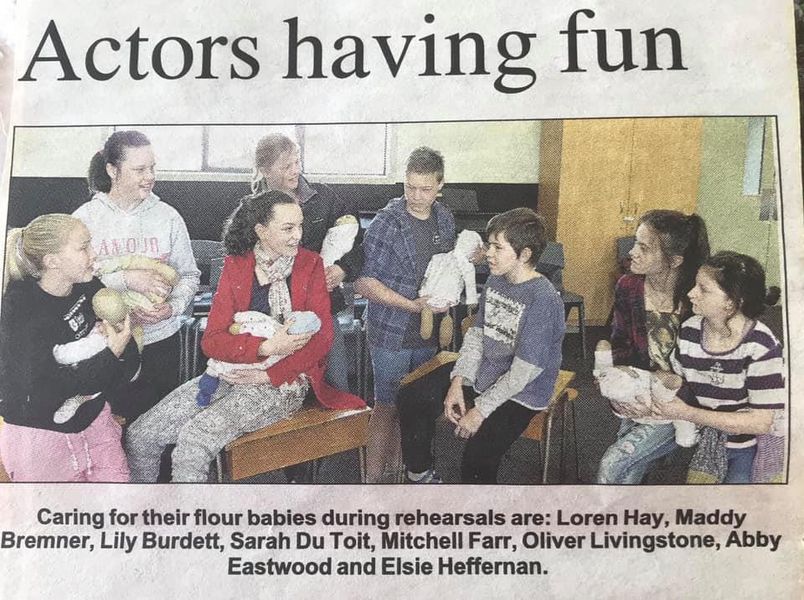 Actors having fun
AMOUR
Caring for their flour babies during rehearsals are: Loren Hay, Maddy
Bremner, Lily Burdett, Sarah Du Toit, Mitchell Farr, Oliver Livingstone, Abby
Eastwood and Elsie Heffernan.